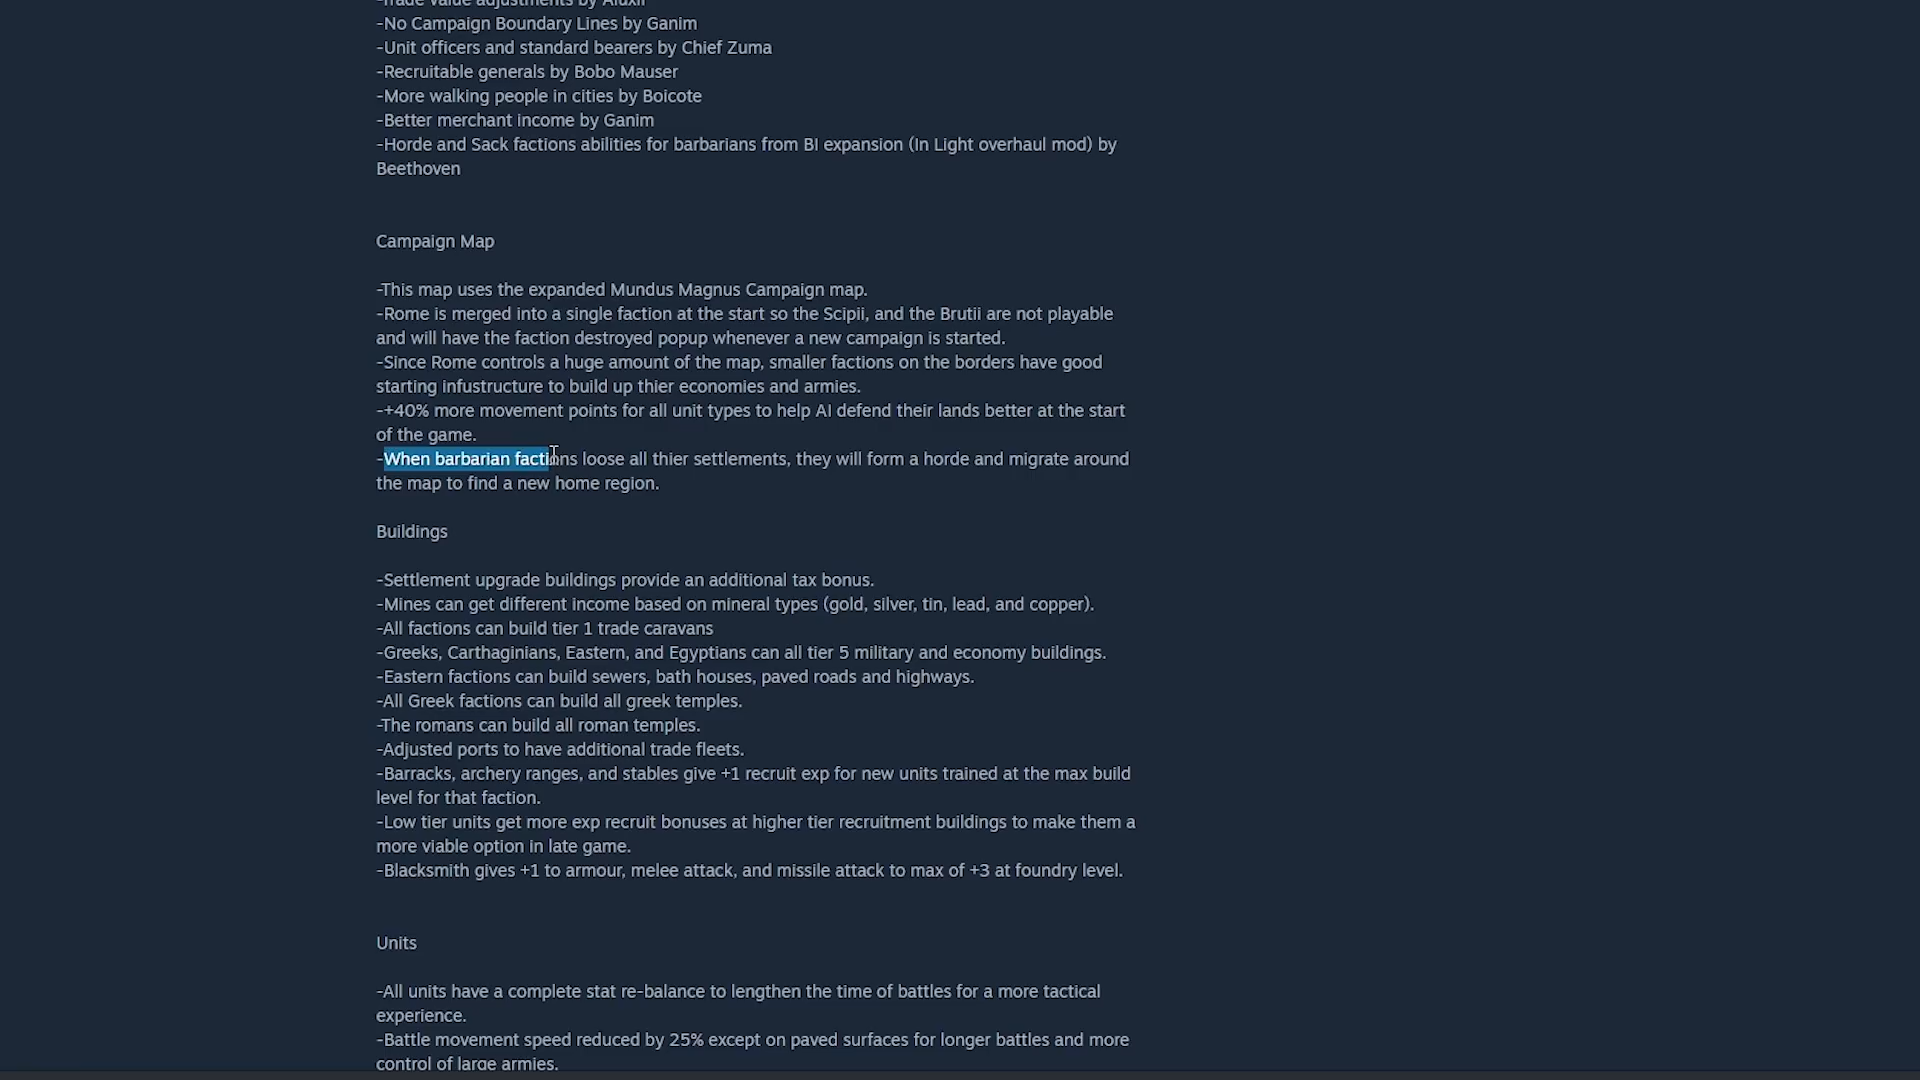 -Trade value adjustments by Aluxii
-No Campaign Boundary Lines by Ganim
-Unit officers and standard bearers by Chief Zuma
-Recruitable generals by Bobo Mauser
-More walking people in cities by Boicote
-Better merchant income by Ganim
-Horde and Sack factions abilities for barbarians from BI expansion (In Light overhaul mod) by
Beethoven
Campaign Map
-This map uses the expanded Mundus Magnus Campaign map.
-Rome is merged into a single faction at the start so the Scipii, and the Brutii are not playable
and will have the faction destroyed popup whenever a new campaign is started.
-Since Rome controls a huge amount of the map, smaller factions on the borders have good
starting infustructure to build up thier economies and armies.
-+40% more movement points for all unit types to help AI defend their lands better at the start
of the game.
-When barbarian factions loose all thier settlements, they will form a horde and migrate around
the map to find a new home region.
Buildings
-Settlement upgrade buildings provide an additional tax bonus.
-Mines can get different income based on mineral types (gold, silver, tin, lead, and copper).
-All factions can build tier 1 trade caravans
-Greeks, Carthaginians, Eastern, and Egyptians can all tier 5 military and economy buildings.
-Eastern factions can build sewers, bath houses, paved roads and highways.
-All Greek factions can build all greek temples.
-The romans can build all roman temples.
-Adjusted ports to have additional trade fleets.
-Barracks, archery ranges, and stables give +1 recruit exp for new units trained at the max build
level for that faction.
-Low tier units get more exp recruit bonuses at higher tier recruitment buildings to make them a
more viable option in late game.
-Blacksmith gives +1 to armour, melee attack, and missile attack to max of +3 at foundry level.
Units
-All units have a complete stat re-balance to lengthen the time of battles for a more tactical
experience.
-Battle movement speed reduced by 25% except on paved surfaces for longer battles and more
control of large armies.